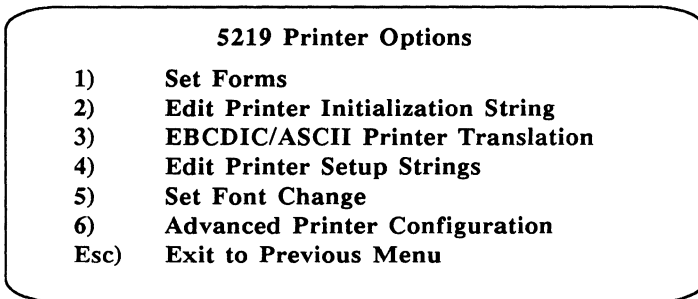 5219 Printer Options
1) Set Forms
2) Edit Printer Initialization String
3) EBCDIC/ASCII Printer Translation
4) Edit Printer Setup Strings
5) Set Font Change
6) Advanced Printer Configuration
Esc) Exit to Previous Menu